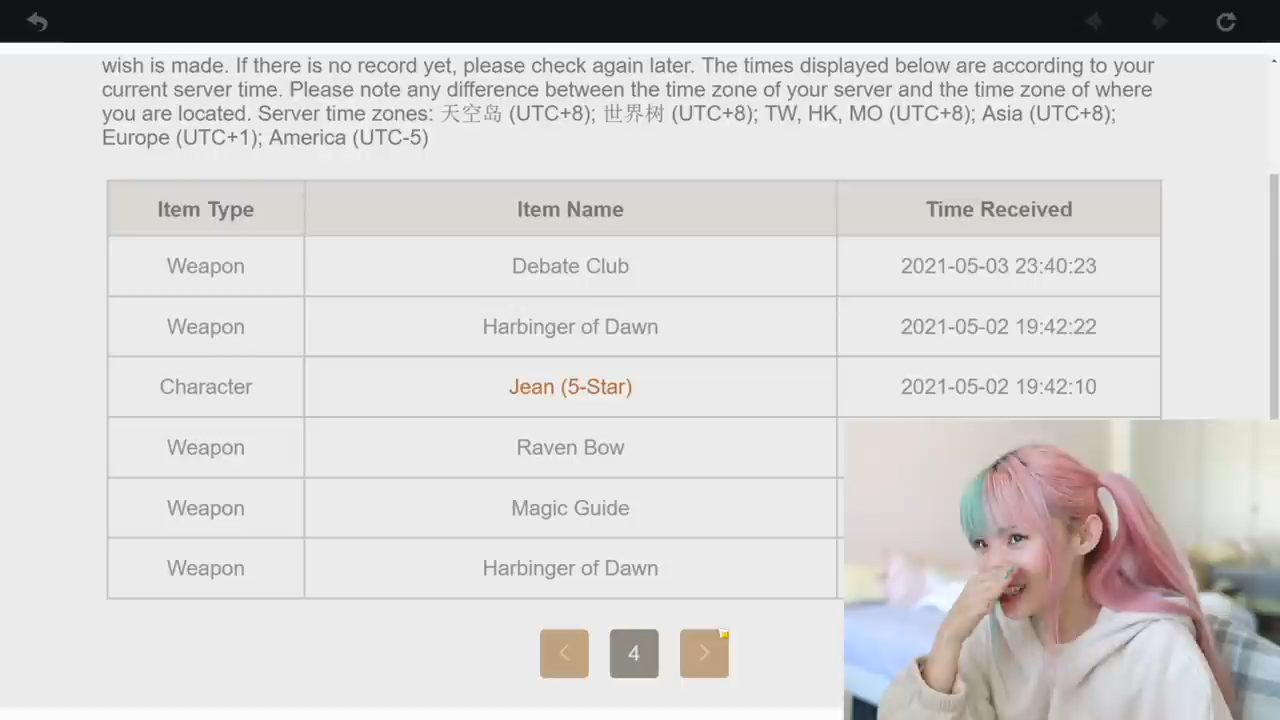 wish is made. If there is no record yet, please check again later. The times displayed below are according to your
current server time. Please note any difference between the time zone of your server and the time zone of where
you are located. Server time zones: 天空岛 (UTC+8); 世界树 (UTC+8); TW, HK, MO (UTC+8); Asia (UTC+8);
Europe (UTC+1); America (UTC-5)
Item Type Item Name Time Received
Weapon Debate Club 2021-05-03 23:40:23
Weapon Harbinger of Dawn 2021-05-02 19:42:22
Character Jean (5-Star) 2021-05-02 19:42:10
Weapon Raven Bow
Weapon Magic Guide
Weapon Harbinger of Dawn
4